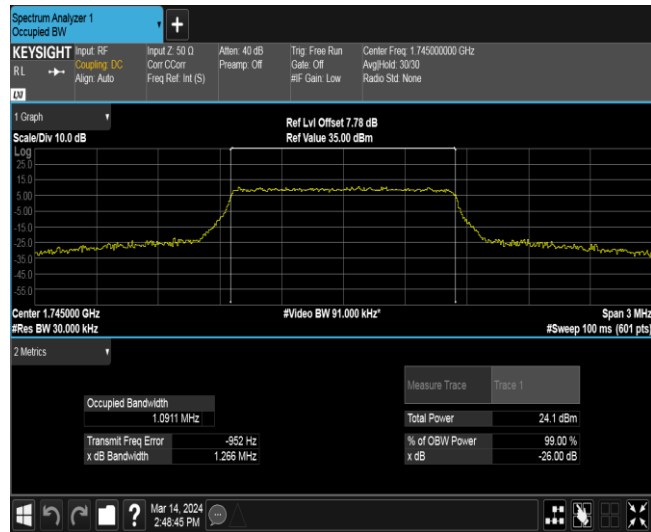 Spectrum Analyzer 1
Occupied BW
+
KEYSIGHT
RL
LXI
Input: RF
Coupling: DC
Align: Auto
Input Z: 50 Ω
Corr CCorr
Freq Ref: Int (S)
Atten: 40 dB
Preamp: Off
Trig: Free Run
Gate: Off
#IF Gain: Low
Center Freq: 1.745000000 GHz
Avg|Hold: 30/30
Radio Std: None
1 Graph
Scale/Div 10.0 dB
Ref Lvl Offset 7.78 dB
Ref Value 35.00 dBm
Log
25.0
15.0
5.00
-5.00
-15.0
-25.0
-35.0
-45.0
-55.0
Center 1.745000 GHz
#Video BW 91.000 kHz*
Span 3 MHz
#Res BW 30.000 kHz
#Sweep 100 ms (601 pts)
2 Metrics
Measure Trace
Trace 1
Occupied Bandwidth
1.0911 MHz
Total Power
24.1 dBm
Transmit Freq Error
-952 Hz
% of OBW Power
99.00 %
x dB Bandwidth
1.266 MHz
x dB
-26.00 dB
?
Mar 14, 2024
2:48:45 PM